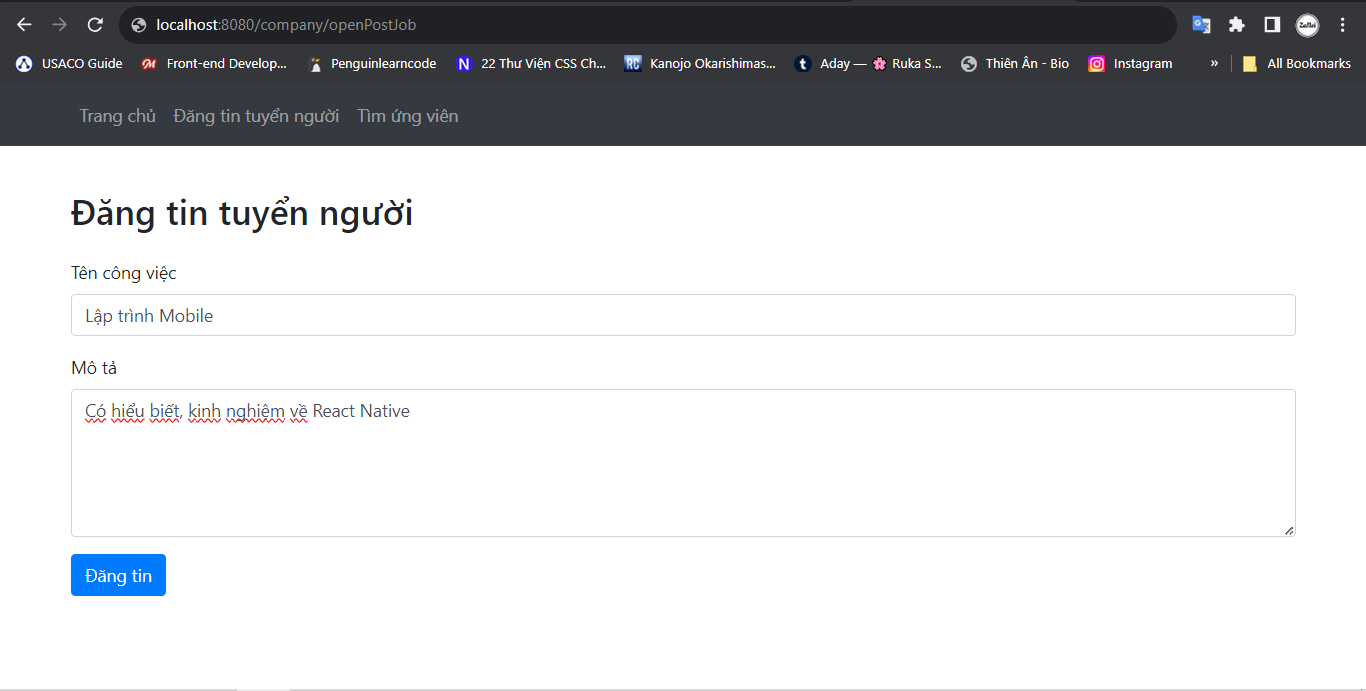 localhost:8080/company/openPostJob
USACO Guide Front-end Develop... Penguinlearncode 22 Thư Viện CSS Ch... Kanojo Okarishimas... Aday — 🌸 Ruka S... Thiên Ân - Bio Instagram » All Bookmarks
Trang chủ Đăng tin tuyển người Tìm ứng viên
Đăng tin tuyển người
Tên công việc
Lập trình Mobile
Mô tả
Có hiểu biết, kinh nghiệm về React Native
Đăng tin